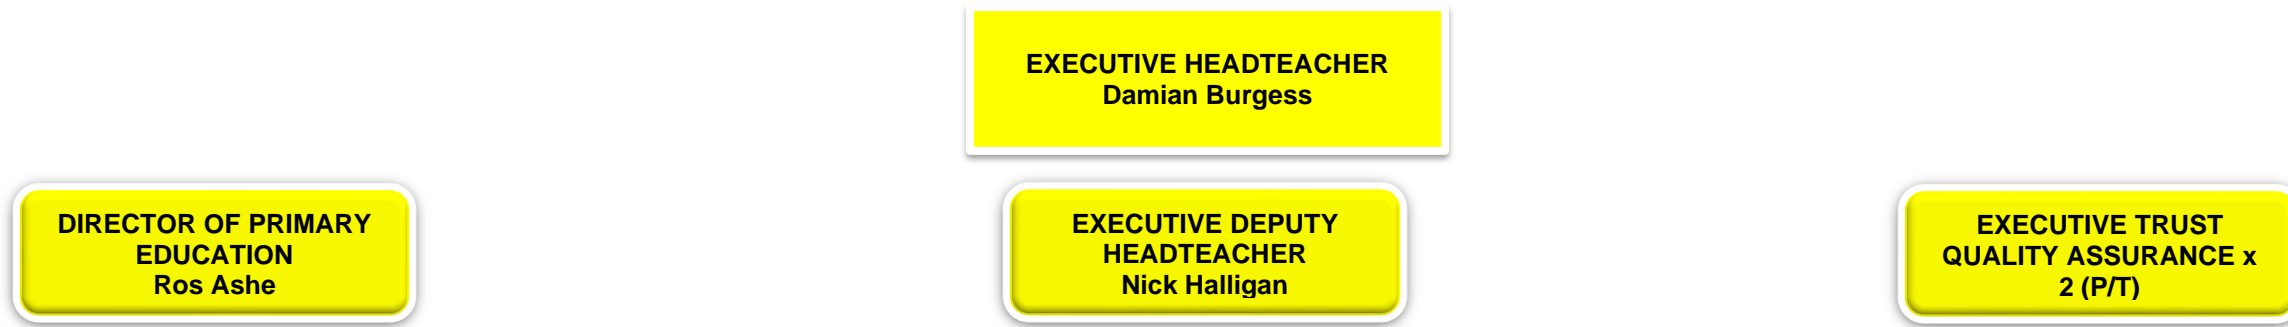 EXECUTIVE HEADTEACHER
Damian Burgess
DIRECTOR OF PRIMARY
EDUCATION
Ros Ashe
EXECUTIVE DEPUTY
HEADTEACHER
Nick Halligan
EXECUTIVE TRUST
QUALITY ASSURANCE x
2 (P/T)